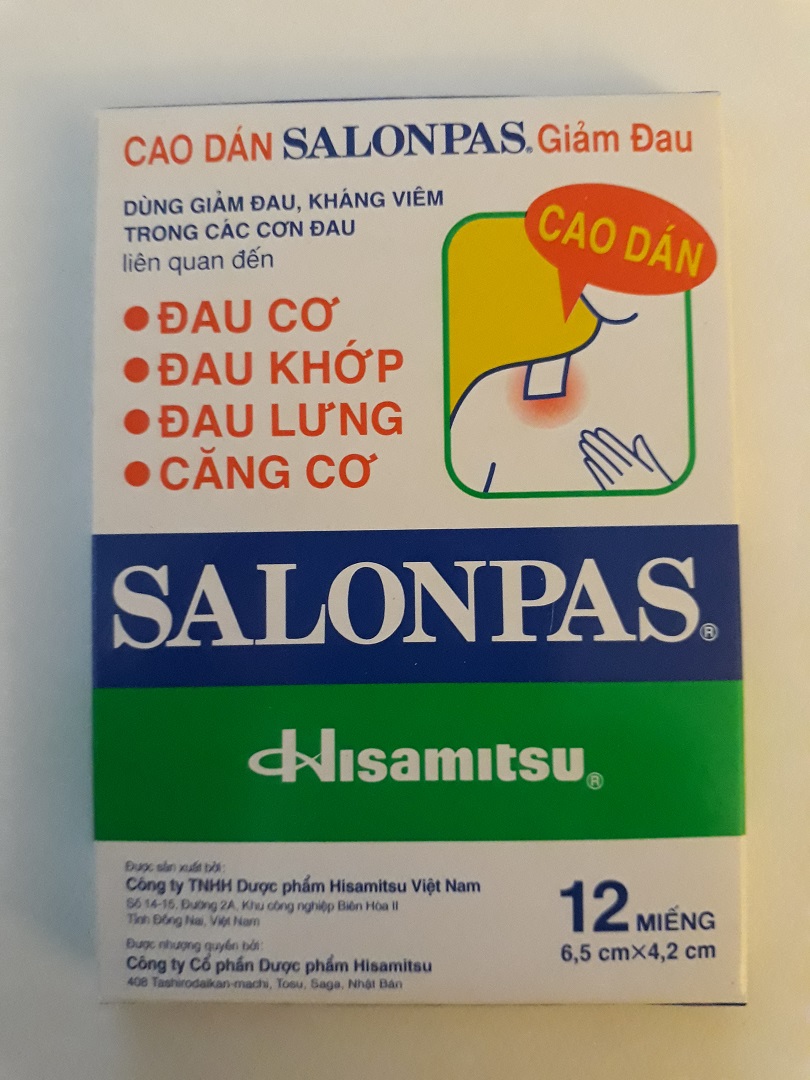 CAO DÁN SALONPAS® Giảm Đau
DÙNG GIẢM ĐAU, KHÁNG VIÊM
TRONG CÁC CƠN ĐAU
liên quan đến
CAO DÁN
● ĐAU CƠ
● ĐAU KHỚP
● ĐAU LƯNG
● CĂNG CƠ
SALONPAS®
Hisamitsu®
Được sản xuất bởi:
Công ty TNHH Dược phẩm Hisamitsu Việt Nam
Số 14-15, Đường 2A, Khu công nghiệp Biên Hòa II
Tỉnh Đồng Nai, Việt Nam
Được nhượng quyền bởi:
Công ty Cổ phần Dược phẩm Hisamitsu
408 Tashirodaikan-machi, Tosu, Saga, Nhật Bản
12 MIẾNG
6,5 cm×4,2 cm